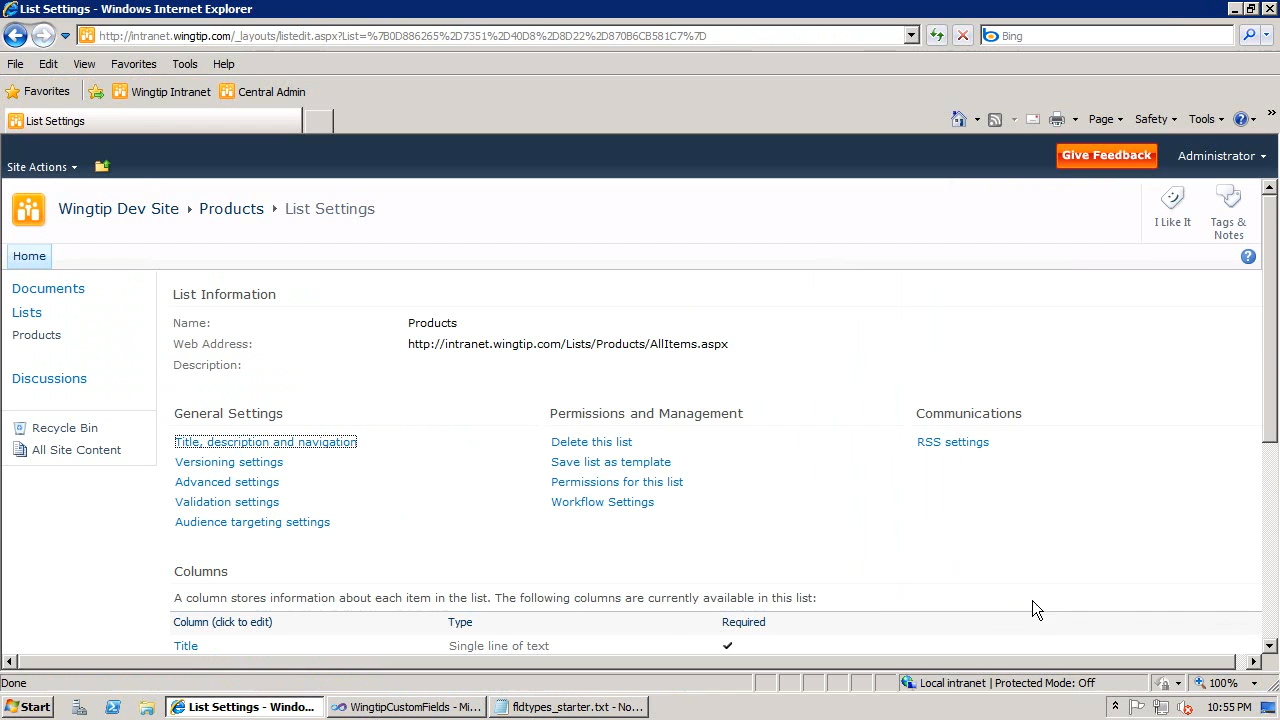 List Settings - Windows Internet Explorer
http://intranet.wingtip.com/_layouts/listedit.aspx?List=%7B0D886265%2D7351%2D40D8%2D8D22%2D870B6CB581C7%7D
Bing
File Edit View Favorites Tools Help
Favorites Wingtip Intranet Central Admin
List Settings
Page Safety Tools
Site Actions
Give Feedback
Administrator
Wingtip Dev Site Products List Settings
I Like It
Tags &
Notes
Home
Documents
Lists
Products
Discussions
Recycle Bin
All Site Content
List Information
Name: Products
Web Address: http://intranet.wingtip.com/Lists/Products/AllItems.aspx
Description:
General Settings Permissions and Management Communications
Title, description and navigation Delete this list RSS settings
Versioning settings Save list as template
Advanced settings Permissions for this list
Validation settings Workflow Settings
Audience targeting settings
Columns
A column stores information about each item in the list. The following columns are currently available in this list:
Column (click to edit) Type Required
Title Single line of text
Done
Local intranet | Protected Mode: Off
100%
Start
List Settings - Windo...
WingtipCustomFields - Mi...
fldtypes_starter.txt - No...
10:55 PM